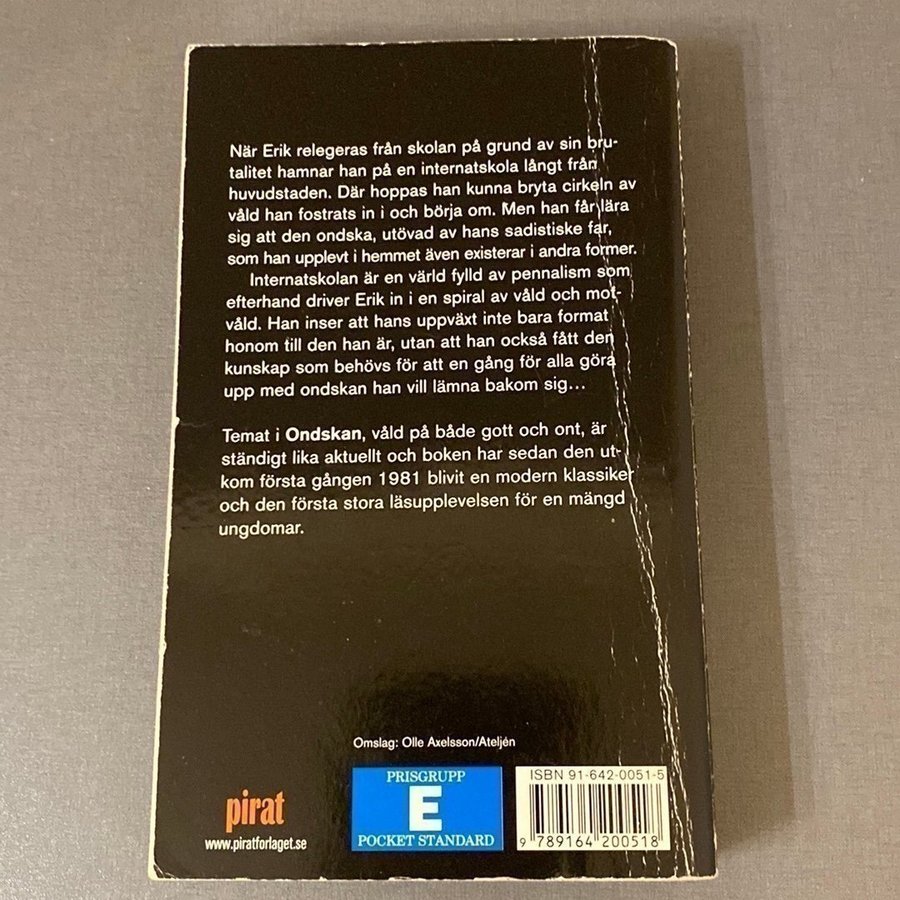 När Erik relegeras från skolan på grund av sin bru-
talitet hamnar han på en internatskola långt från
huvudstaden. Där hoppas han kunna bryta cirkeln av
våld han fostrats in i och börja om. Men han får lära
sig att den ondska, utövad av hans sadistiske far,
som han upplevt i hemmet även existerar i andra former.
Internatskolan är en värld fylld av pennalism som
efterhand driver Erik in i en spiral av våld och mot-
våld. Han inser att hans uppväxt inte bara format
honom till den han är, utan att han också fått den
kunskap som behövs för att en gång för alla göra
upp med ondskan han vill lämna bakom sig...
Temat i Ondskan, våld på både gott och ont, är
ständigt lika aktuellt och boken har sedan den ut-
kom första gången 1981 blivit en modern klassiker
och den första stora läsupplevelsen för en mängd
ungdomar.
Omslag: Olle Axelsson/Ateljén
pirat
www.piratforlaget.se
PRISGRUPP
E
POCKET STANDARD
ISBN 91-642-0051-5
9 789164 200518